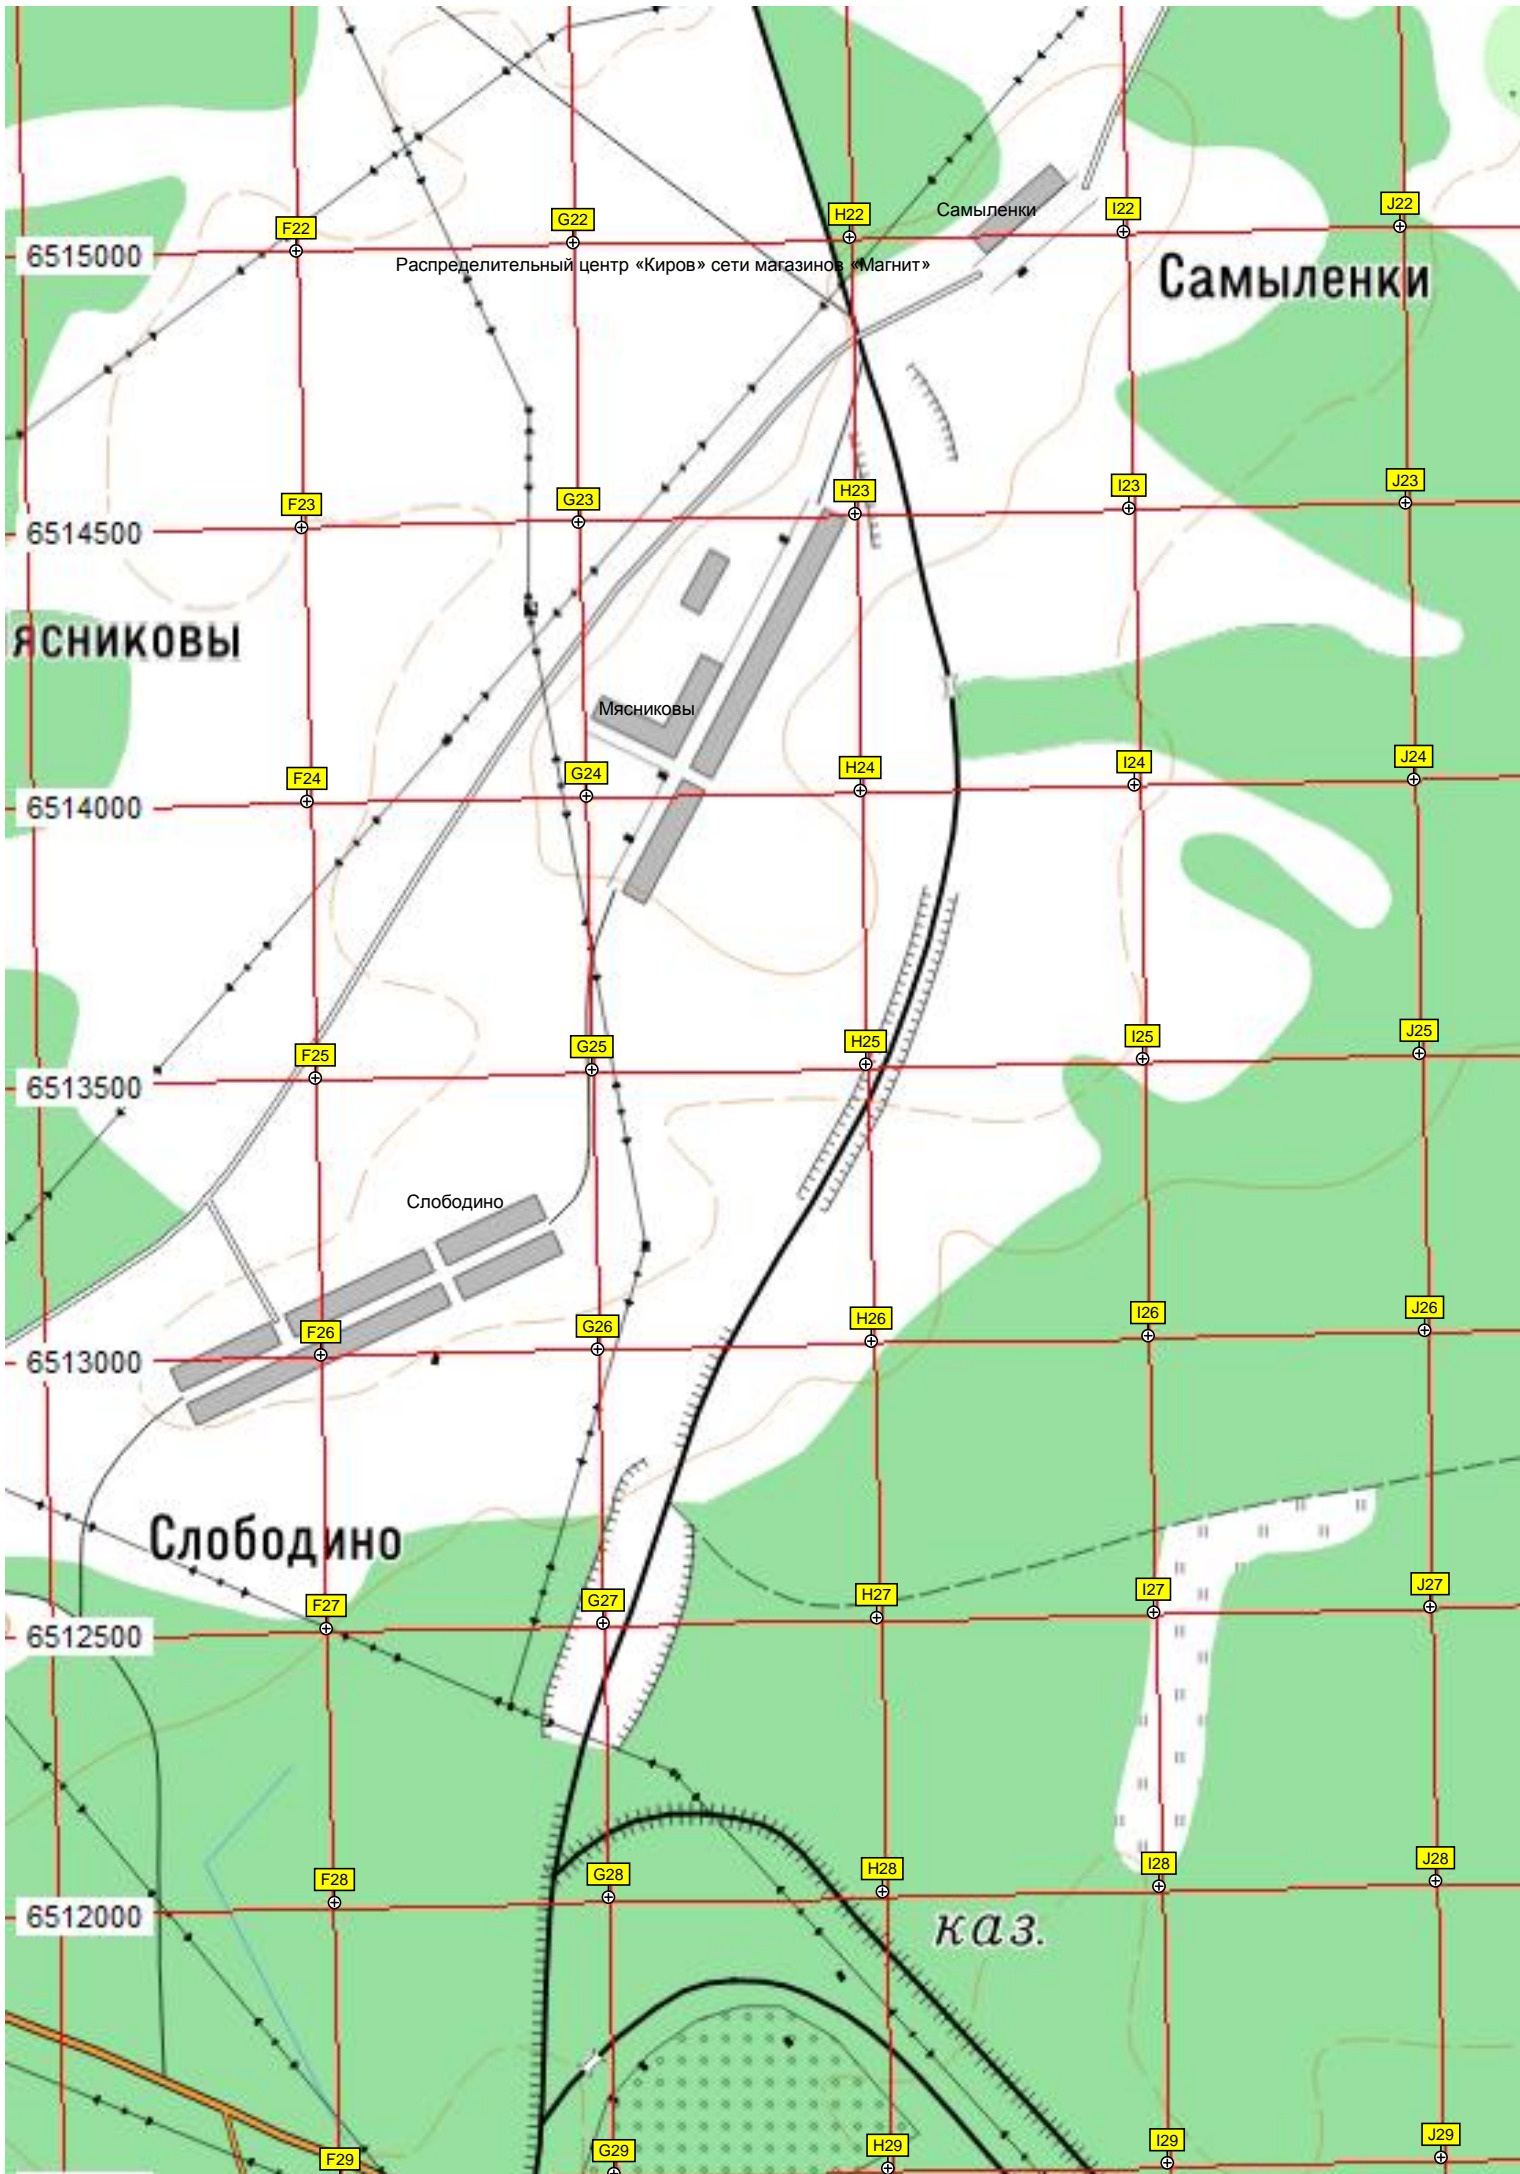 H22
Самыленки
I22
J22
F22
G22
6515000
Распределительный центр «Киров» сети магазинов «Магнит»
Самыленки
F23
G23
H23
I23
J23
6514500
ясниковы
Мясниковы
F24
G24
H24
I24
J24
6514000
F25
G25
H25
I25
J25
6513500
Слободино
F26
G26
H26
I26
J26
6513000
Слободино
F27
G27
H27
I27
J27
6512500
F28
G28
H28
I28
J28
6512000
каз.
F29
G29
H29
I29
J29